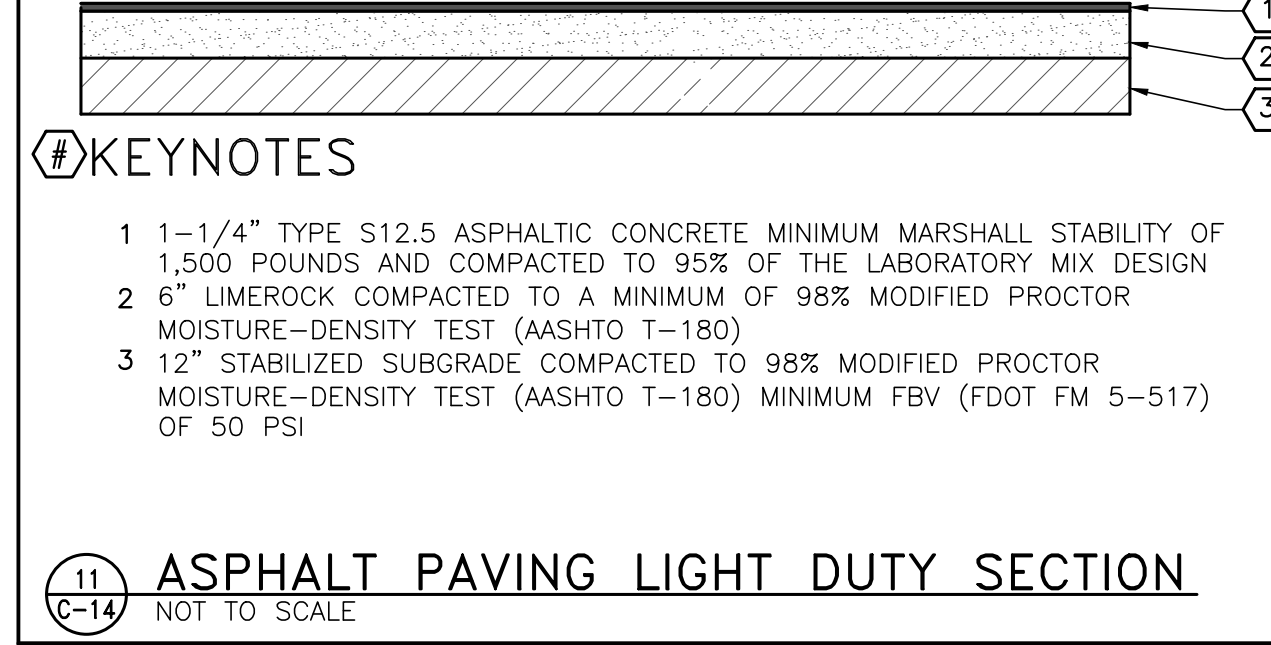 1
2
3
# KEYNOTES
1 1-1/4" TYPE S12.5 ASPHALTIC CONCRETE MINIMUM MARSHALL STABILITY OF
1,500 POUNDS AND COMPACTED TO 95% OF THE LABORATORY MIX DESIGN
2 6" LIMEROCK COMPACTED TO A MINIMUM OF 98% MODIFIED PROCTOR
MOISTURE-DENSITY TEST (AASHTO T-180)
3 12" STABILIZED SUBGRADE COMPACTED TO 98% MODIFIED PROCTOR
MOISTURE-DENSITY TEST (AASHTO T-180) MINIMUM FBV (FDOT FM 5-517)
OF 50 PSI
11 ASPHALT PAVING LIGHT DUTY SECTION
C-14 NOT TO SCALE